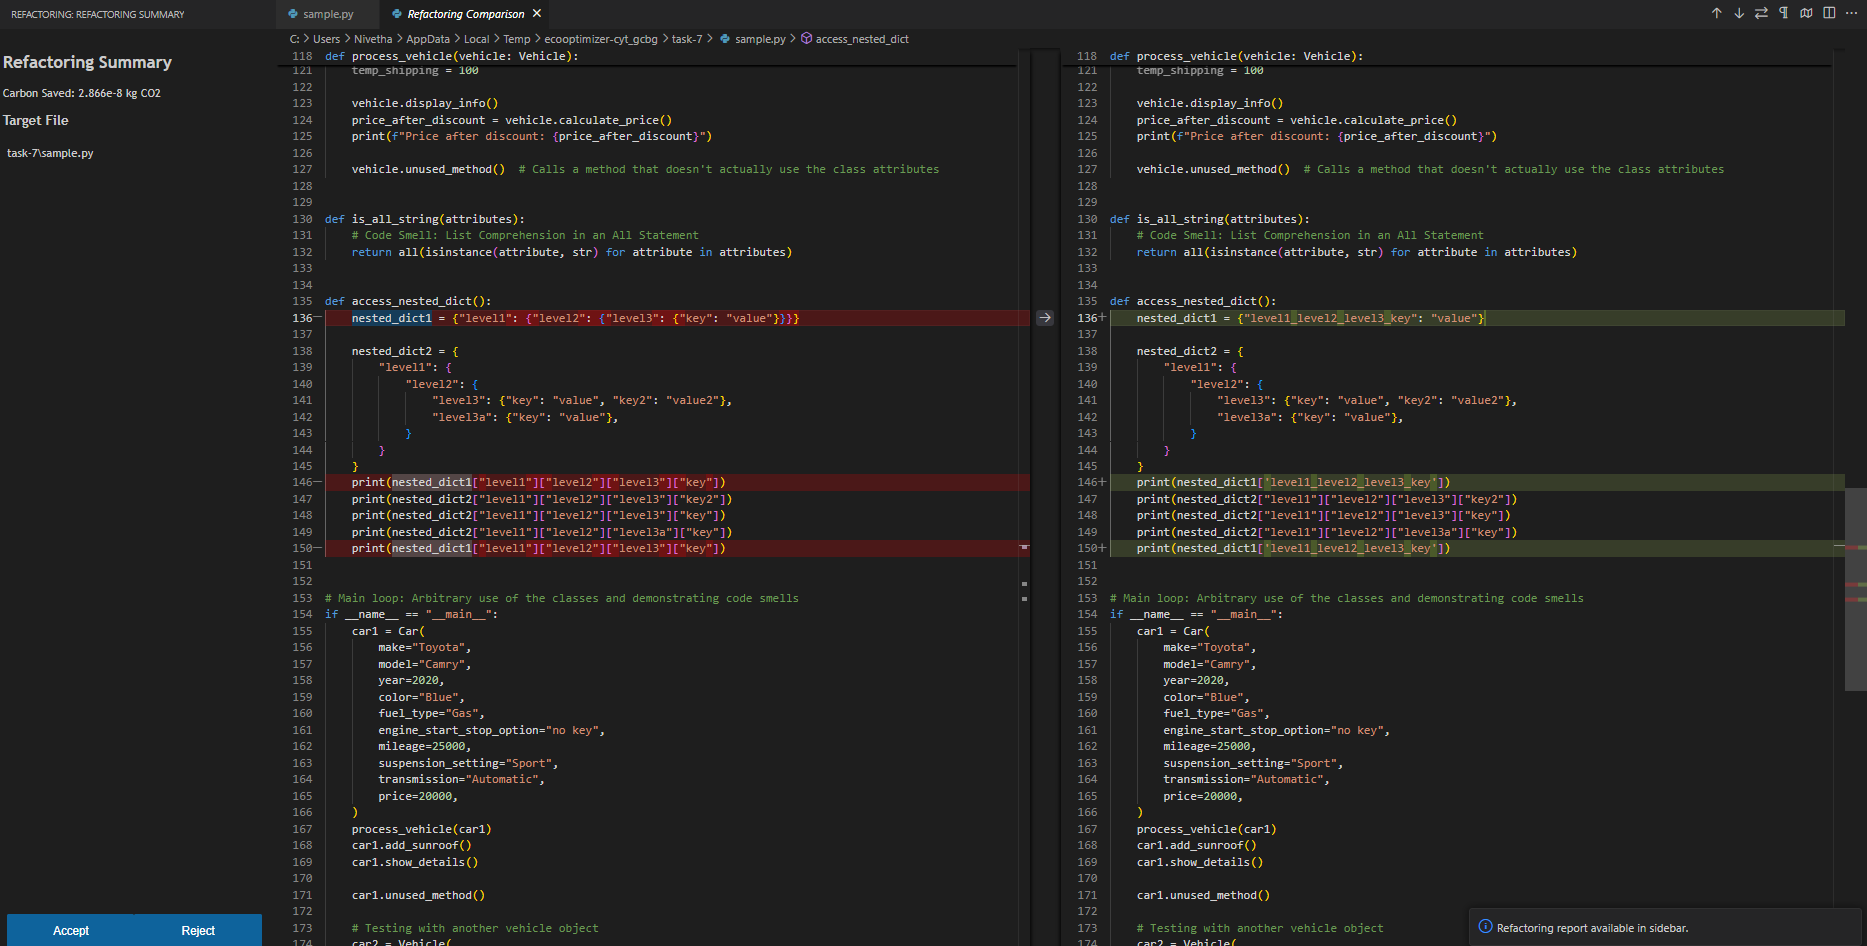 REFACTORING: REFACTORING SUMMARY
Refactoring Summary
Carbon Saved: 2.866e-8 kg CO2
Target File
task-7\sample.py
Accept
Reject
sample.py
Refactoring Comparison
C: > Users > Nivetha > AppData > Local > Temp > ecooptimizer-cyt_gcbg > task-7 > sample.py > access_nested_dict
118 def process_vehicle(vehicle: Vehicle):
121     temp_shipping = 100
122
123     vehicle.display_info()
124     price_after_discount = vehicle.calculate_price()
125     print(f"Price after discount: {price_after_discount}")
126
127     vehicle.unused_method()  # Calls a method that doesn't actually use the class attributes
128
129
130 def is_all_string(attributes):
131     # Code Smell: List Comprehension in an All Statement
132     return all(isinstance(attribute, str) for attribute in attributes)
133
134
135 def access_nested_dict():
136−    nested_dict1 = {"level1": {"level2": {"level3": {"key": "value"}}}}
137
138     nested_dict2 = {
139         "level1": {
140             "level2": {
141                 "level3": {"key": "value", "key2": "value2"},
142                 "level3a": {"key": "value"},
143             }
144         }
145     }
146−    print(nested_dict1["level1"]["level2"]["level3"]["key"])
147     print(nested_dict2["level1"]["level2"]["level3"]["key2"])
148     print(nested_dict2["level1"]["level2"]["level3"]["key"])
149     print(nested_dict2["level1"]["level2"]["level3a"]["key"])
150−    print(nested_dict1["level1"]["level2"]["level3"]["key"])
151
152
153 # Main loop: Arbitrary use of the classes and demonstrating code smells
154 if __name__ == "__main__":
155     car1 = Car(
156         make="Toyota",
157         model="Camry",
158         year=2020,
159         color="Blue",
160         fuel_type="Gas",
161         engine_start_stop_option="no key",
162         mileage=25000,
163         suspension_setting="Sport",
164         transmission="Automatic",
165         price=20000,
166     )
167     process_vehicle(car1)
168     car1.add_sunroof()
169     car1.show_details()
170
171     car1.unused_method()
172
173     # Testing with another vehicle object
174     car2 = Vehicle(
118 def process_vehicle(vehicle: Vehicle):
121     temp_shipping = 100
122
123     vehicle.display_info()
124     price_after_discount = vehicle.calculate_price()
125     print(f"Price after discount: {price_after_discount}")
126
127     vehicle.unused_method()  # Calls a method that doesn't actually use the class attributes
128
129
130 def is_all_string(attributes):
131     # Code Smell: List Comprehension in an All Statement
132     return all(isinstance(attribute, str) for attribute in attributes)
133
134
135 def access_nested_dict():
136+    nested_dict1 = {"level1_level2_level3_key": "value"}
137
138     nested_dict2 = {
139         "level1": {
140             "level2": {
141                 "level3": {"key": "value", "key2": "value2"},
142                 "level3a": {"key": "value"},
143             }
144         }
145     }
146+    print(nested_dict1['level1_level2_level3_key'])
147     print(nested_dict2["level1"]["level2"]["level3"]["key2"])
148     print(nested_dict2["level1"]["level2"]["level3"]["key"])
149     print(nested_dict2["level1"]["level2"]["level3a"]["key"])
150+    print(nested_dict1['level1_level2_level3_key'])
151
152
153 # Main loop: Arbitrary use of the classes and demonstrating code smells
154 if __name__ == "__main__":
155     car1 = Car(
156         make="Toyota",
157         model="Camry",
158         year=2020,
159         color="Blue",
160         fuel_type="Gas",
161         engine_start_stop_option="no key",
162         mileage=25000,
163         suspension_setting="Sport",
164         transmission="Automatic",
165         price=20000,
166     )
167     process_vehicle(car1)
168     car1.add_sunroof()
169     car1.show_details()
170
171     car1.unused_method()
172
173     # Testing with another vehicle object
174     car2 = Vehicle(
Refactoring report available in sidebar.